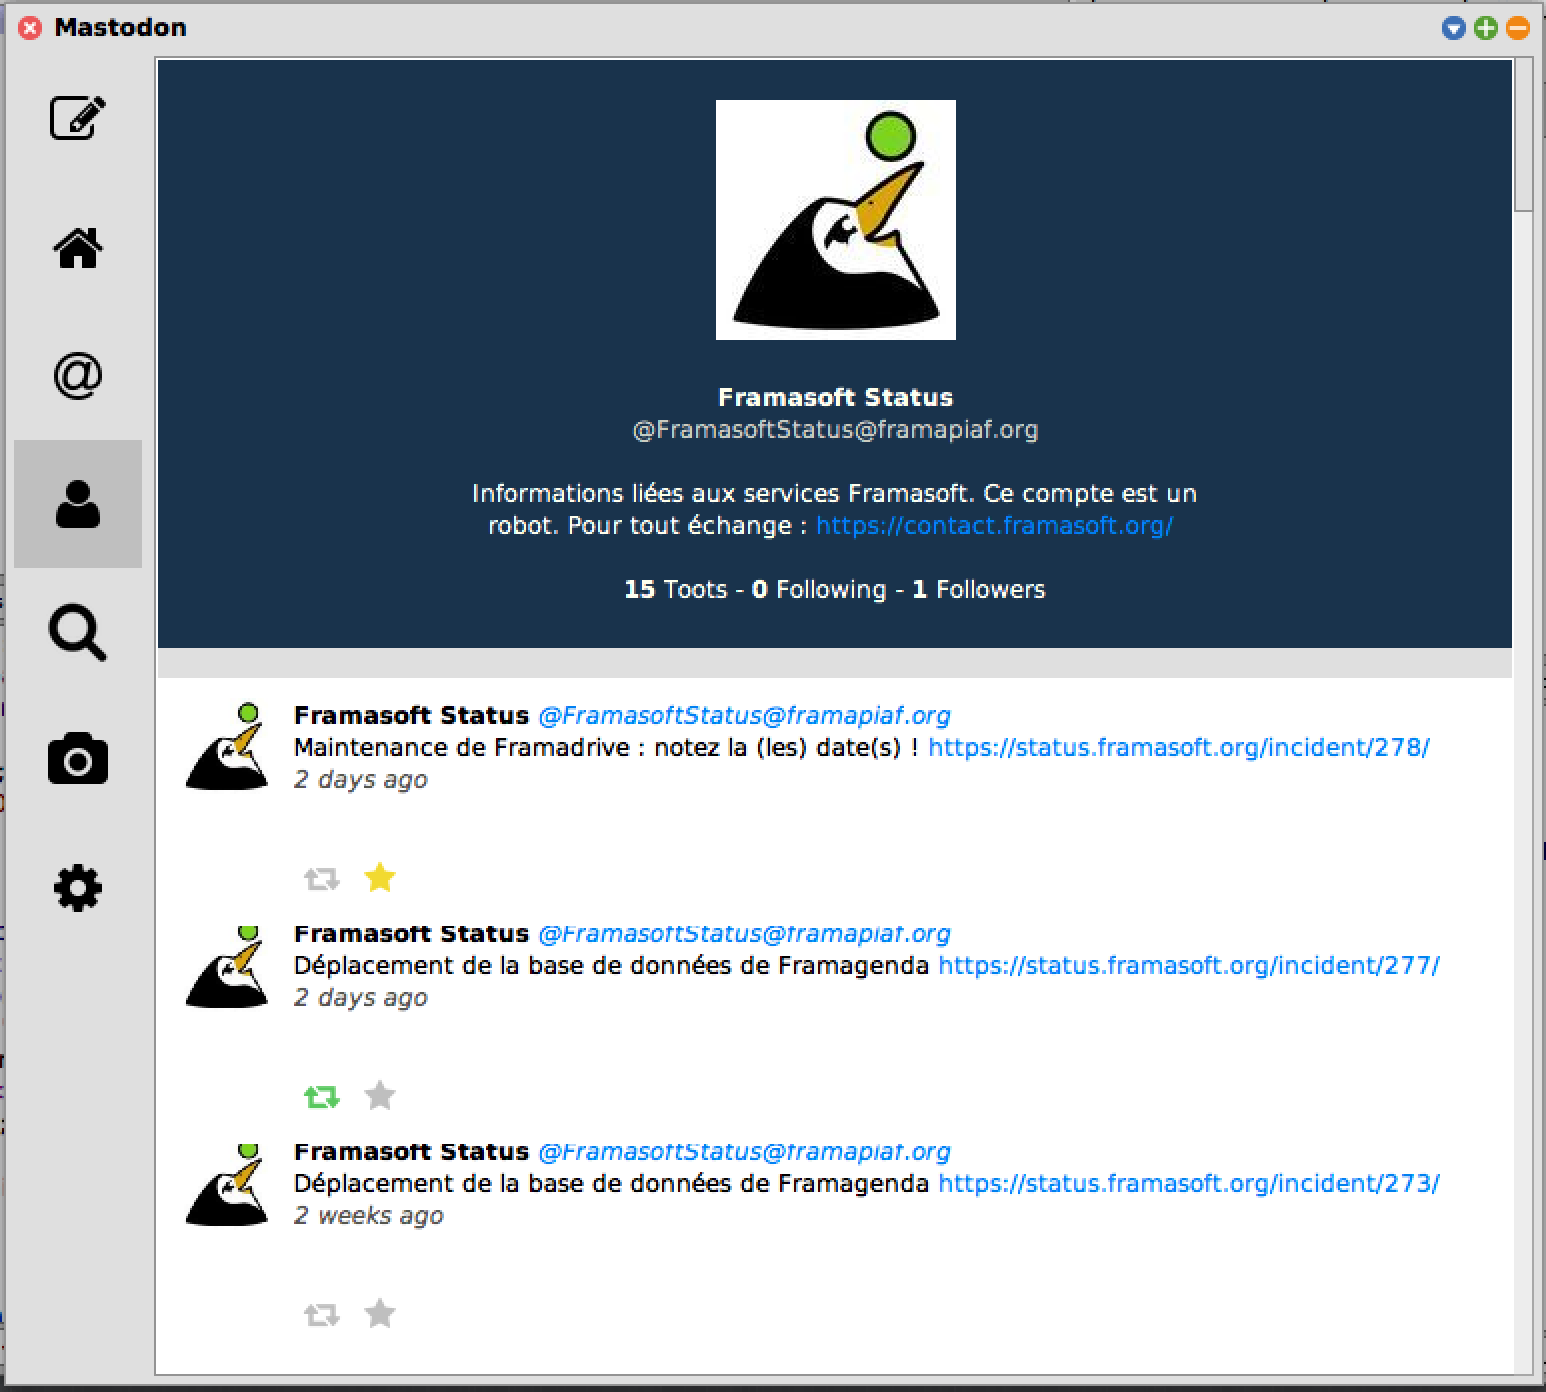 Mastodon
Framasoft Status
@FramasoftStatus@framapiaf.org
Informations liées aux services Framasoft. Ce compte est un
robot. Pour tout échange : https://contact.framasoft.org/
15 Toots - 0 Following - 1 Followers
Framasoft Status @FramasoftStatus@framapiaf.org
Maintenance de Framadrive : notez la (les) date(s) ! https://status.framasoft.org/incident/278/
2 days ago
Framasoft Status @FramasoftStatus@framapiaf.org
Déplacement de la base de données de Framagenda https://status.framasoft.org/incident/277/
2 days ago
Framasoft Status @FramasoftStatus@framapiaf.org
Déplacement de la base de données de Framagenda https://status.framasoft.org/incident/273/
2 weeks ago